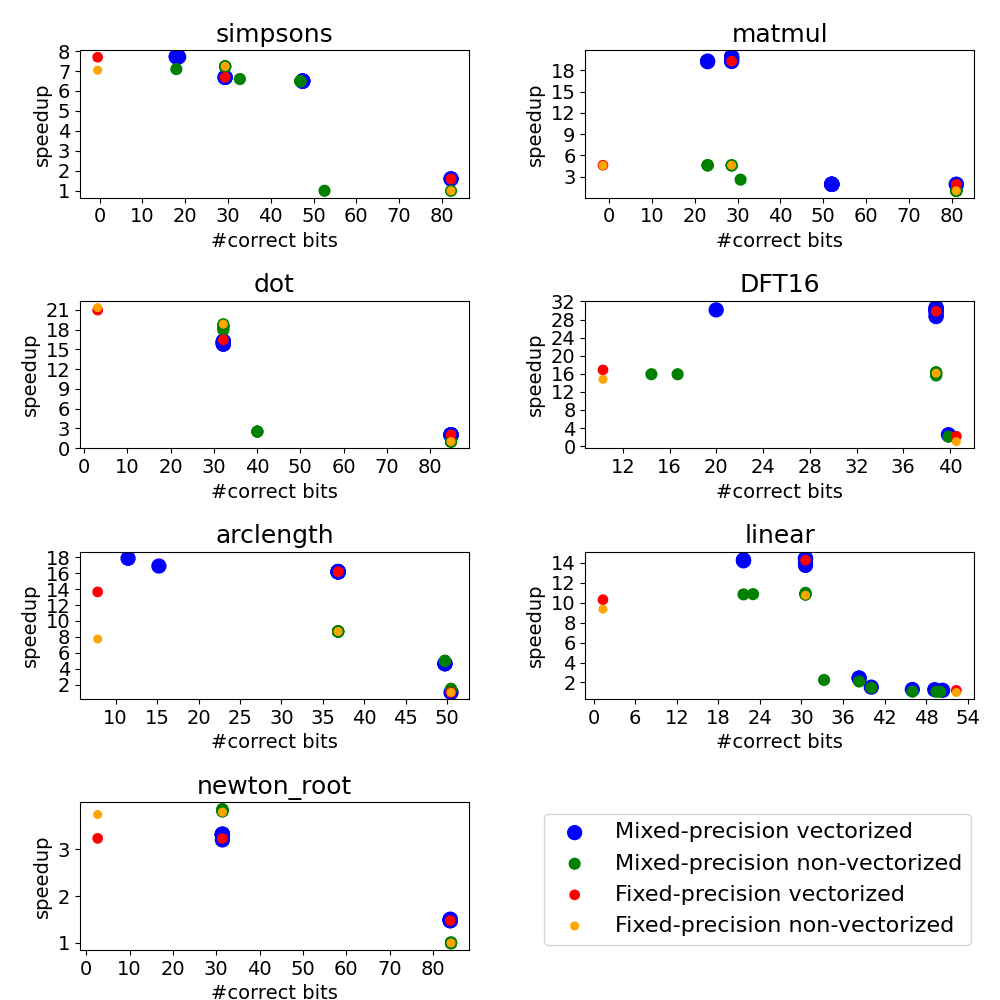 simpsons
speedup
8
7
6
5
4
3
2
1
0 10 20 30 40 50 60 70 80
#correct bits
matmul
speedup
18
15
12
9
6
3
0 10 20 30 40 50 60 70 80
#correct bits
dot
speedup
21
18
15
12
9
6
3
0
0 10 20 30 40 50 60 70 80
#correct bits
DFT16
speedup
32
28
24
20
16
12
8
4
0
12 16 20 24 28 32 36 40
#correct bits
arclength
speedup
18
16
14
12
10
8
6
4
2
10 15 20 25 30 35 40 45 50
#correct bits
linear
speedup
14
12
10
8
6
4
2
0 6 12 18 24 30 36 42 48 54
#correct bits
newton_root
speedup
3
2
1
0 10 20 30 40 50 60 70 80
#correct bits
Mixed-precision vectorized
Mixed-precision non-vectorized
Fixed-precision vectorized
Fixed-precision non-vectorized